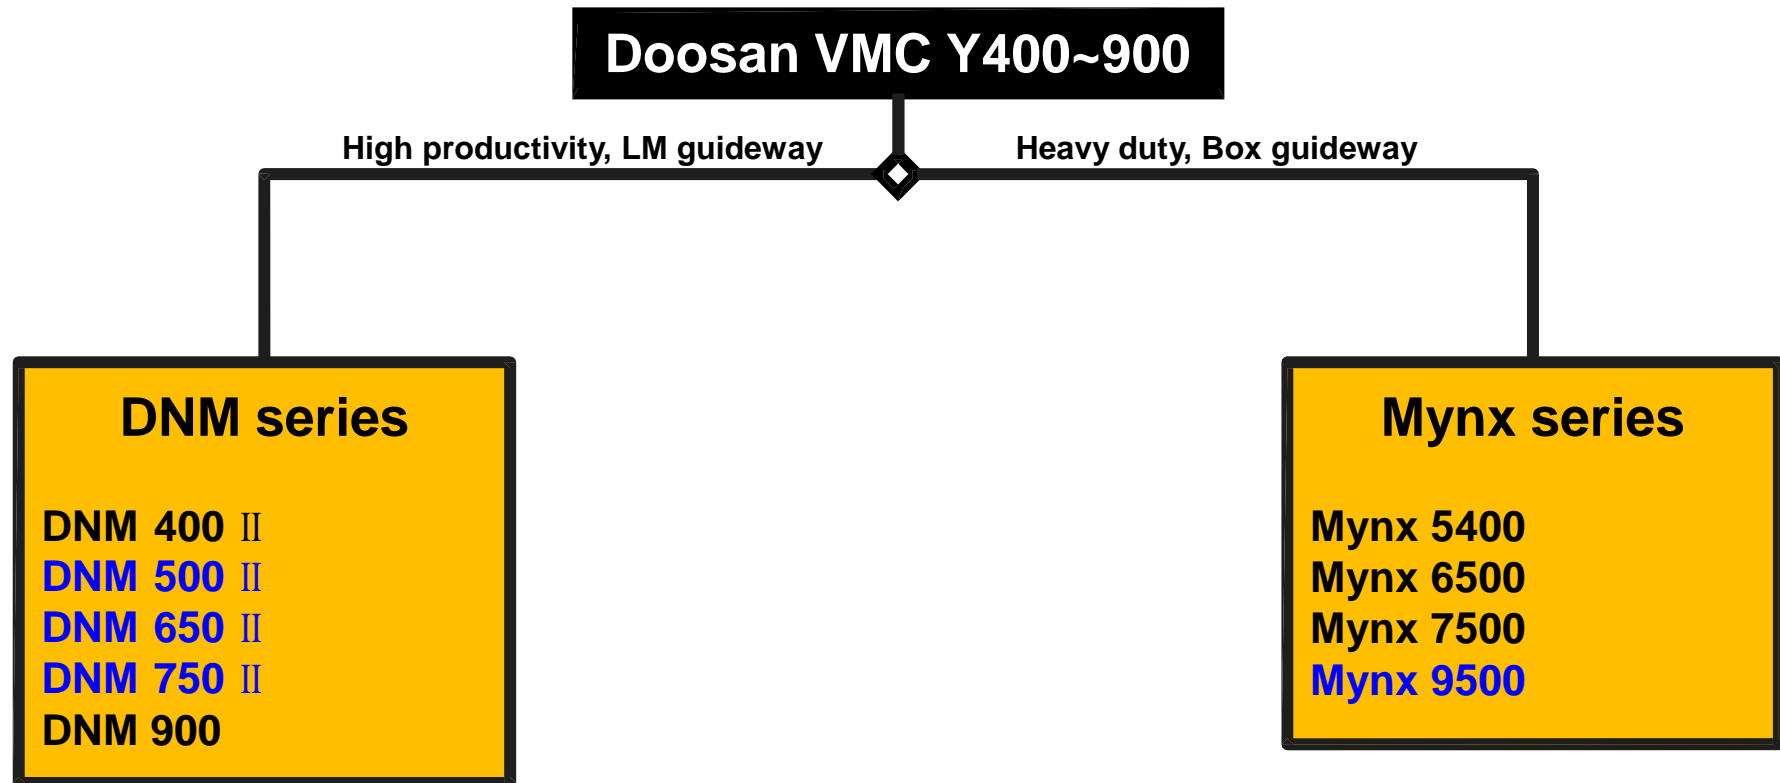 Doosan VMC Y400~900
High productivity, LM guideway
Heavy duty, Box guideway
DNM series
DNM 400 Ⅱ
DNM 500 Ⅱ
DNM 650 Ⅱ
DNM 750 Ⅱ
DNM 900
Mynx series
Mynx 5400
Mynx 6500
Mynx 7500
Mynx 9500